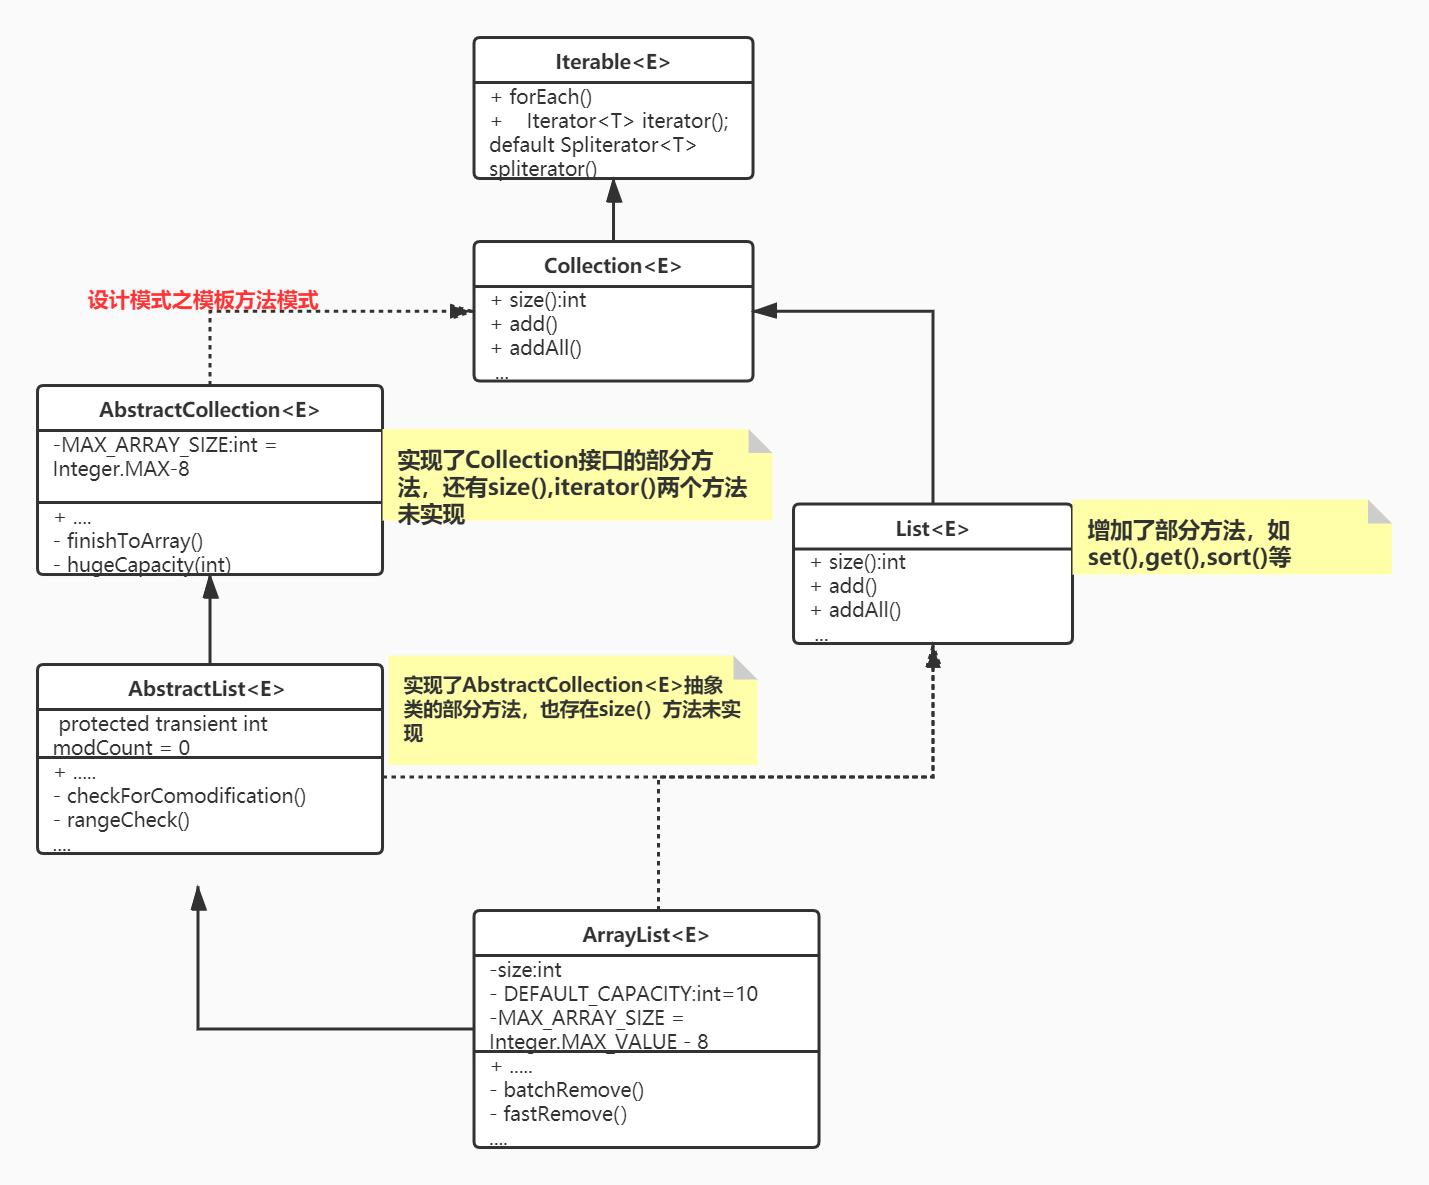 Iterable<E>
+ forEach()
+    Iterator<T> iterator();
default Spliterator<T>
spliterator()
Collection<E>
+ size():int
+ add()
+ addAll()
...
设计模式之模板方法模式
AbstractCollection<E>
-MAX_ARRAY_SIZE:int =
Integer.MAX-8
+ ....
- finishToArray()
- hugeCapacity(int)
实现了Collection接口的部分方
法，还有size(),iterator()两个方法
未实现
List<E>
+ size():int
+ add()
+ addAll()
...
增加了部分方法，如
set(),get(),sort()等
AbstractList<E>
protected transient int
modCount = 0
+ .....
- checkForComodification()
- rangeCheck()
....
实现了AbstractCollection<E>抽象
类的部分方法，也存在size（）方法未实
现
ArrayList<E>
-size:int
- DEFAULT_CAPACITY:int=10
-MAX_ARRAY_SIZE =
Integer.MAX_VALUE - 8
+ .....
- batchRemove()
- fastRemove()
....